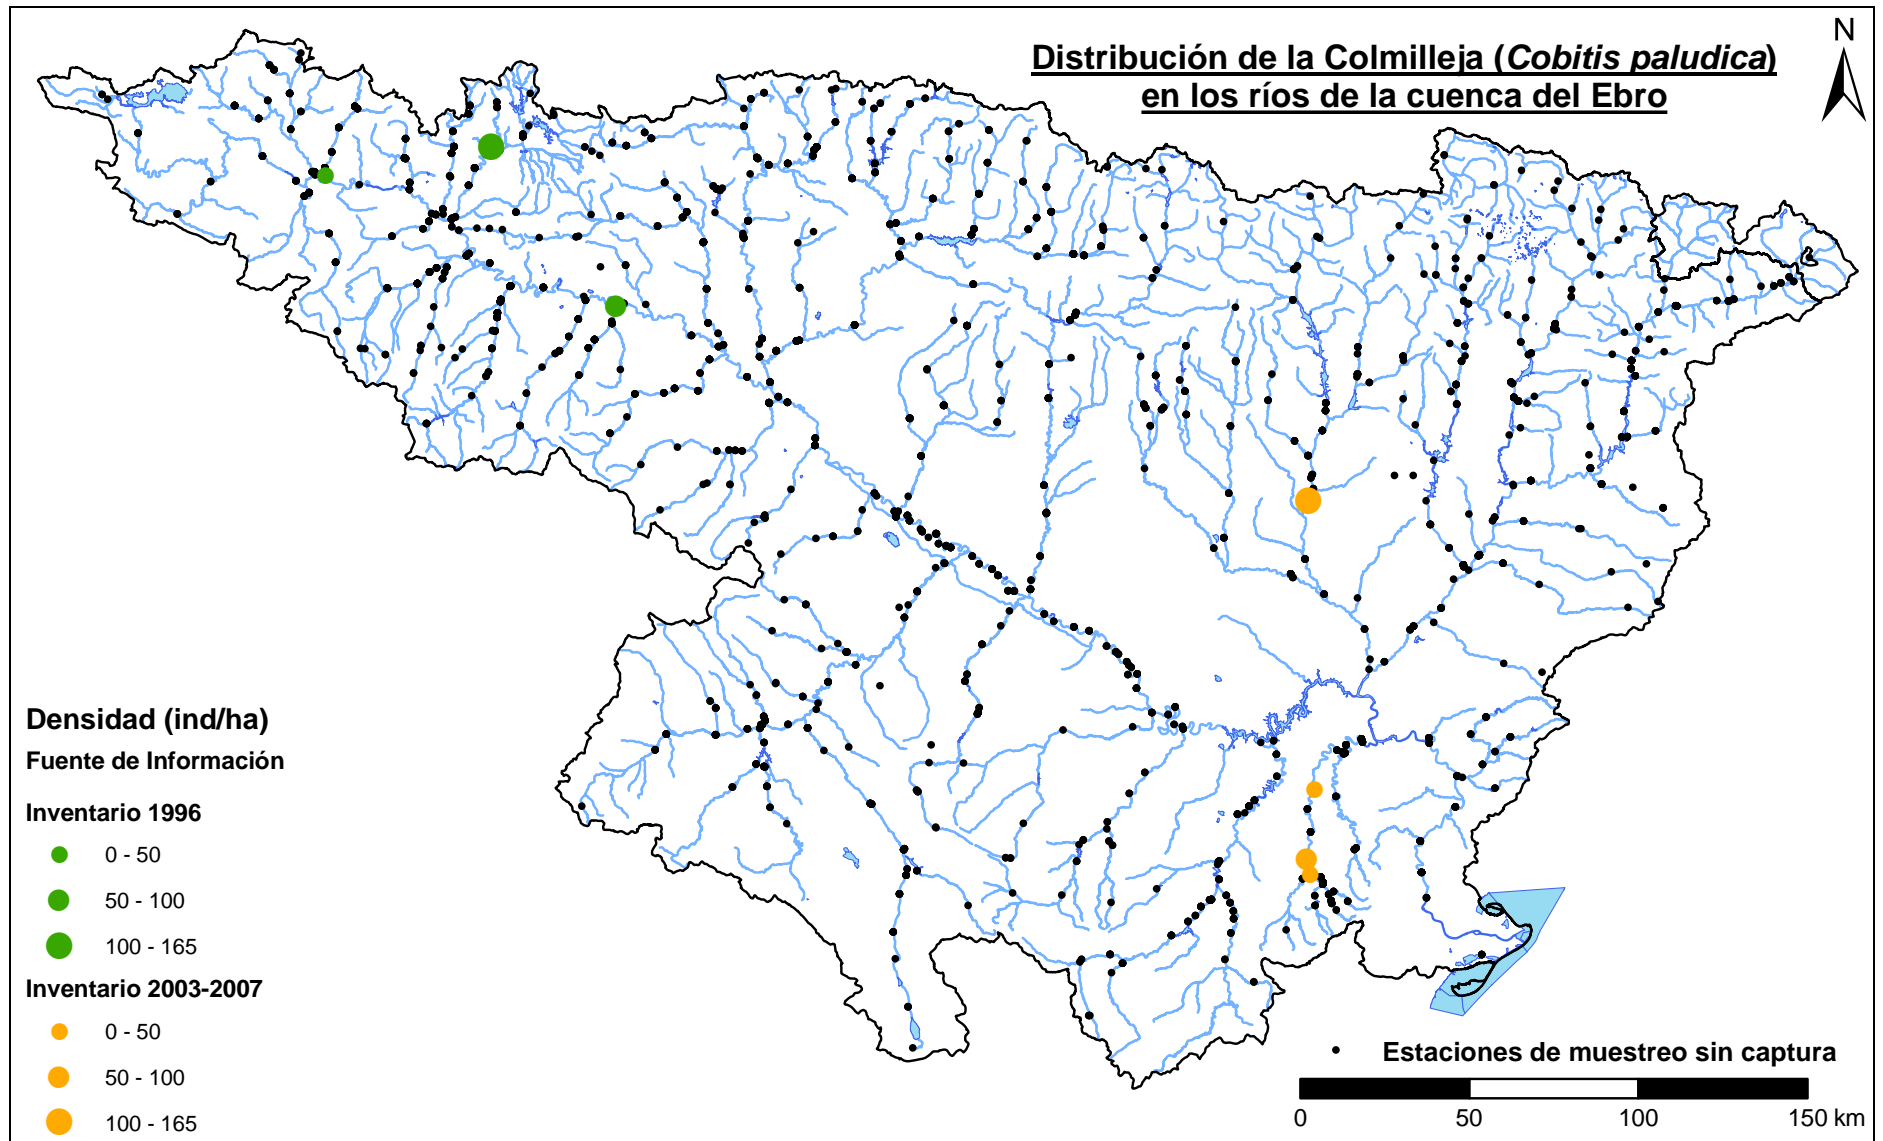 Distribución de la Colmilleja (Cobitis paludica)
en los ríos de la cuenca del Ebro
N
Densidad (ind/ha)
Fuente de Información
Inventario 1996
0 - 50
50 - 100
100 - 165
Inventario 2003-2007
0 - 50
50 - 100
100 - 165
Estaciones de muestreo sin captura
0 50 100 150 km